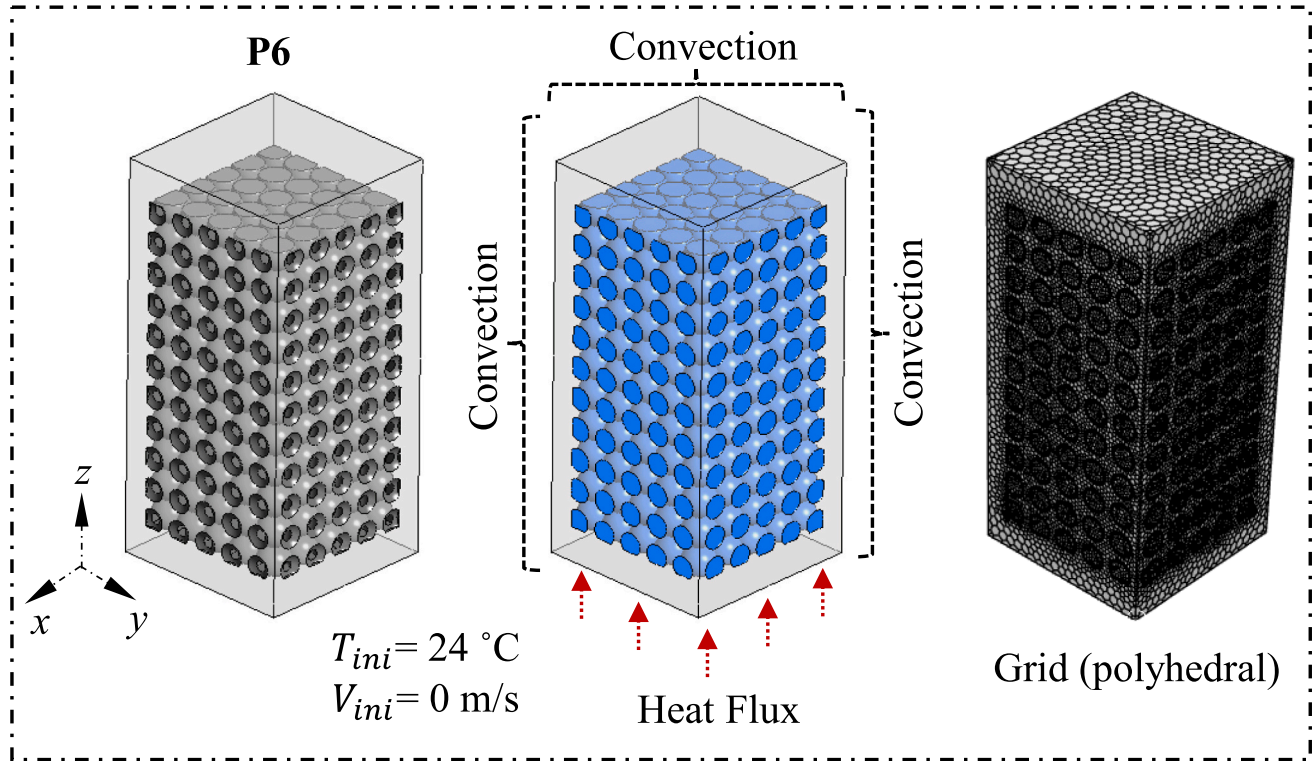 P6
Convection
Convection
Convection
z
x
y
T_ini= 24 °C
V_ini= 0 m/s
Heat Flux
Grid (polyhedral)